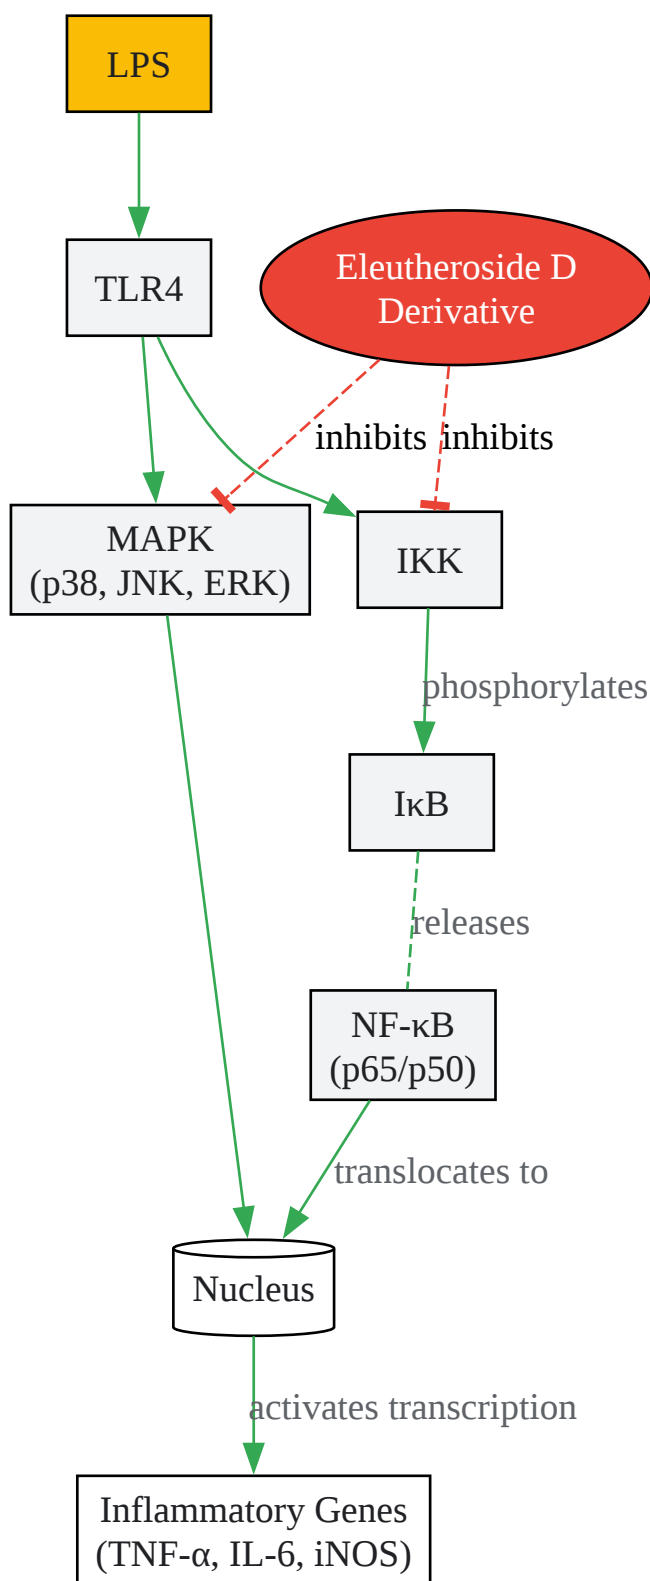 LPS
TLR4
Eleutheroside D
Derivative
inhibits
inhibits
MAPK
(p38, JNK, ERK)
IKK
phosphorylates
IκB
releases
NF-κB
(p65/p50)
translocates to
Nucleus
activates transcription
Inflammatory Genes
(TNF-α, IL-6, iNOS)